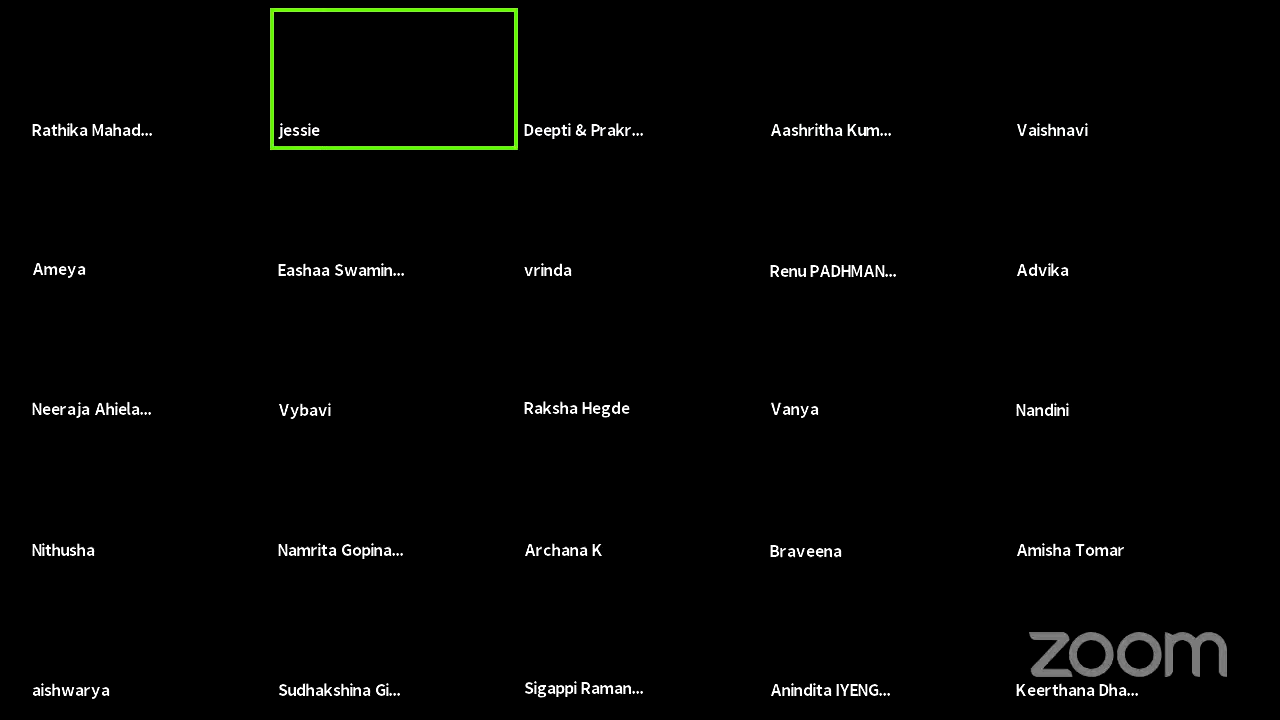 Rathika Mahad...
jessie
Deepti & Prakr...
Aashritha Kum...
Vaishnavi
Ameya
Eashaa Swamin...
vrinda
Renu PADHMAN...
Advika
Neeraja Ahiela...
Vybavi
Raksha Hegde
Vanya
Nandini
Nithusha
Namrita Gopina...
Archana K
Braveena
Amisha Tomar
zoom
aishwarya
Sudhakshina Gi...
Sigappi Raman...
Anindita IYENG...
Keerthana Dha...